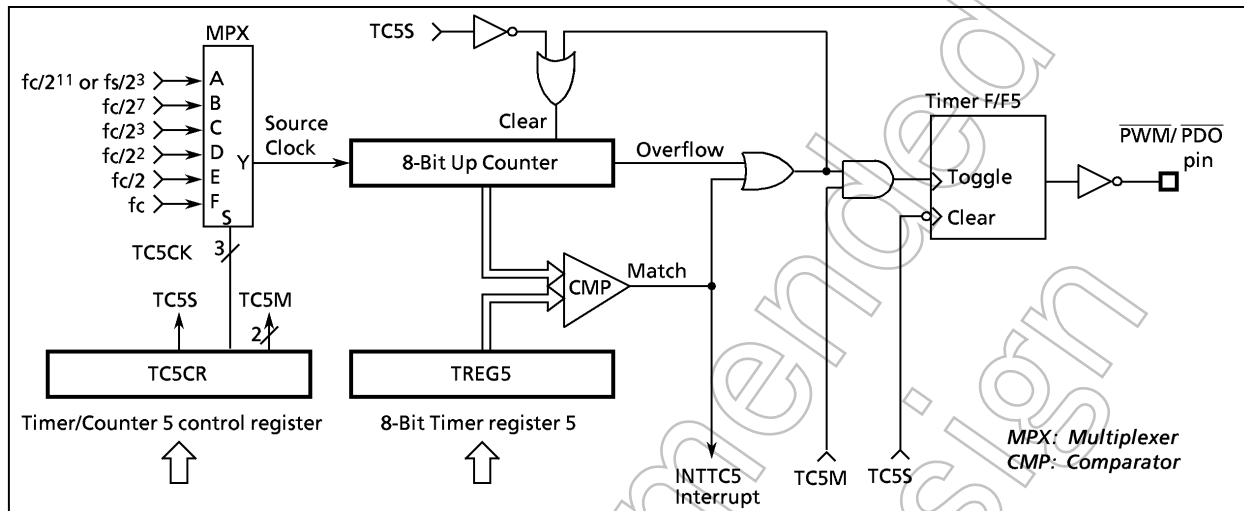 MPX
TC5S
fc/2¹¹ or fs/2³
A
fc/2⁷
B
fc/2³
C
fc/2²
D
fc/2
E
fc
F
Y
S
Source
Clock
Clear
8-Bit Up Counter
Overflow
Timer F/F5
Toggle
Clear
P̅W̅M̅/ P̅D̅O̅
pin
TC5CK
3
TC5S
TC5M
2
CMP
Match
TC5CR
TREG5
Timer/Counter 5 control register
8-Bit Timer register 5
INTTC5
Interrupt
TC5M
TC5S
MPX: Multiplexer
CMP: Comparator
mended
sign